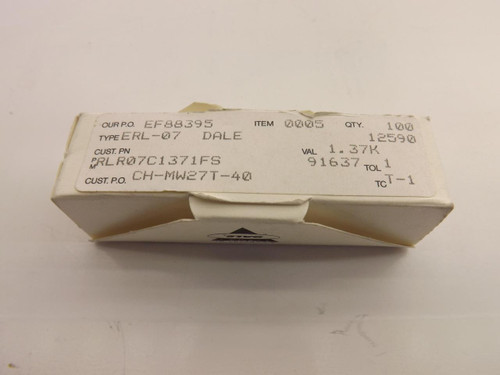 OUR P.O. EF88395 ITEM 0005 QTY. 100
TYPE ERL-07 DALE 12590
CUST. PN VAL 1.37K
RLR07C1371FS 91637 TOL 1
CUST. P.O. CH-MW27T-40 TC T-1
DALE